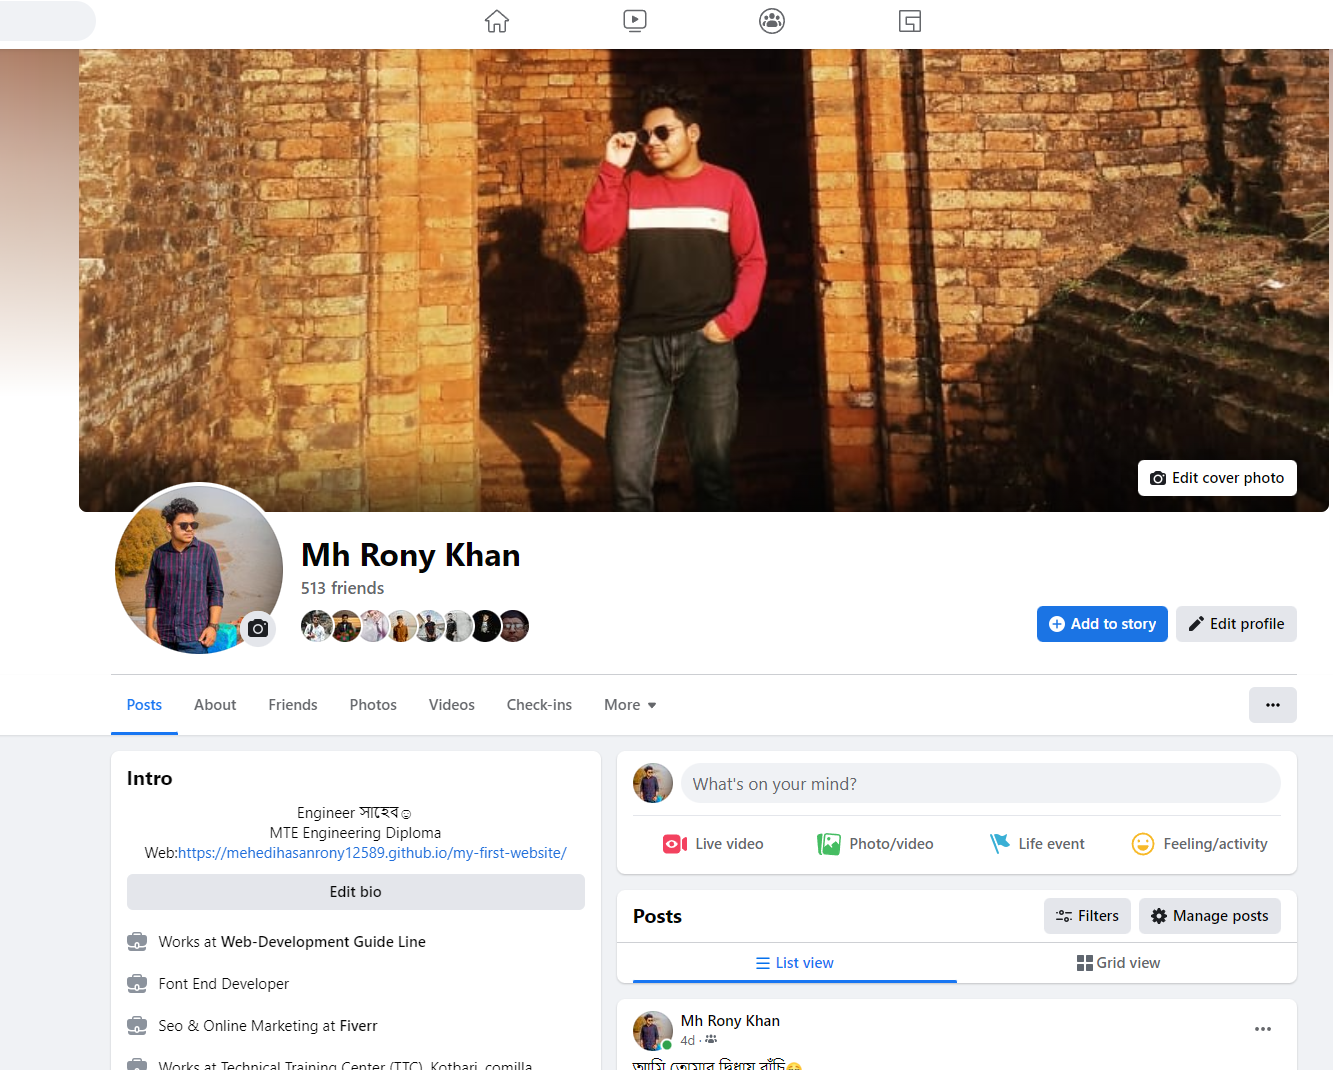 Edit cover photo
Mh Rony Khan
513 friends
Add to story
Edit profile
Posts
About
Friends
Photos
Videos
Check-ins
More
Intro
Engineer সাহেব☺
MTE Engineering Diploma
Web:https://mehedihasanrony12589.github.io/my-first-website/
Edit bio
Works at Web-Development Guide Line
Font End Developer
Seo & Online Marketing at Fiverr
Works at Technical Training Center (TTC), Kotbari, comilla
What's on your mind?
Live video
Photo/video
Life event
Feeling/activity
Posts
Filters
Manage posts
List view
Grid view
Mh Rony Khan
4d ·
আমি তোমার দ্বিধায় বাঁচি